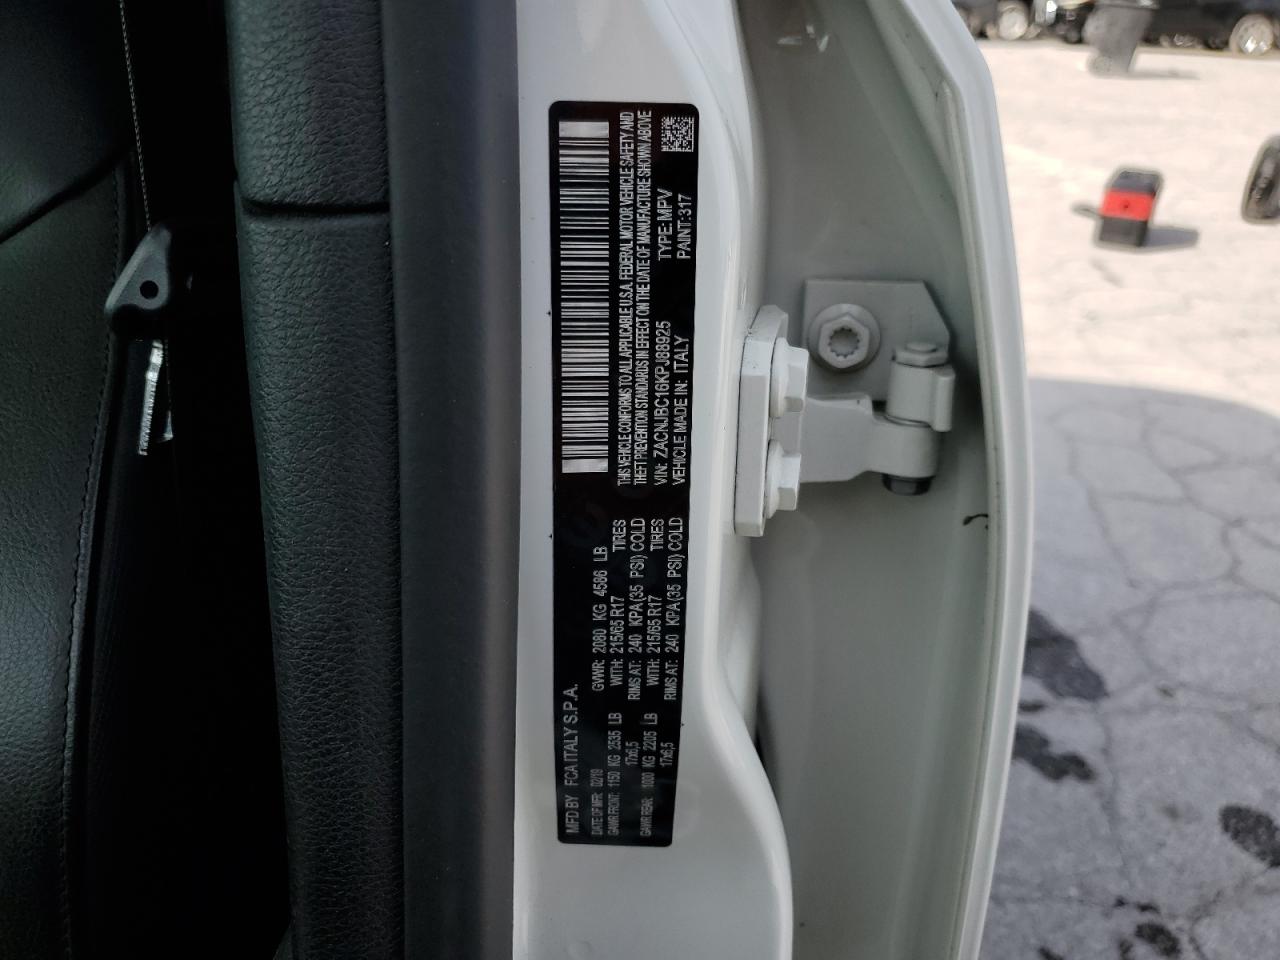 MFD BY FCA ITALY S.P.A.
DATE OF MFR: 02/19 GVWR: 2080 KG 4586 LB
GAWR FRONT: 1150 KG 2535 LB WITH: 215/65 R17 TIRES
17x6,5 RIMS AT: 240 KPA(35 PSI) COLD
GAWR REAR: 1000 KG 2205 LB WITH: 215/65 R17 TIRES
17x6,5 RIMS AT: 240 KPA(35 PSI) COLD
THIS VEHICLE CONFORMS TO ALL APPLICABLE U.S.A. FEDERAL MOTOR VEHICLE SAFETY AND
THEFT PREVENTION STANDARDS IN EFFECT ON THE DATE OF MANUFACTURE SHOWN ABOVE
VIN: ZACNJBC16KPJ88925 TYPE: MPV
VEHICLE MADE IN: ITALY PAINT:317